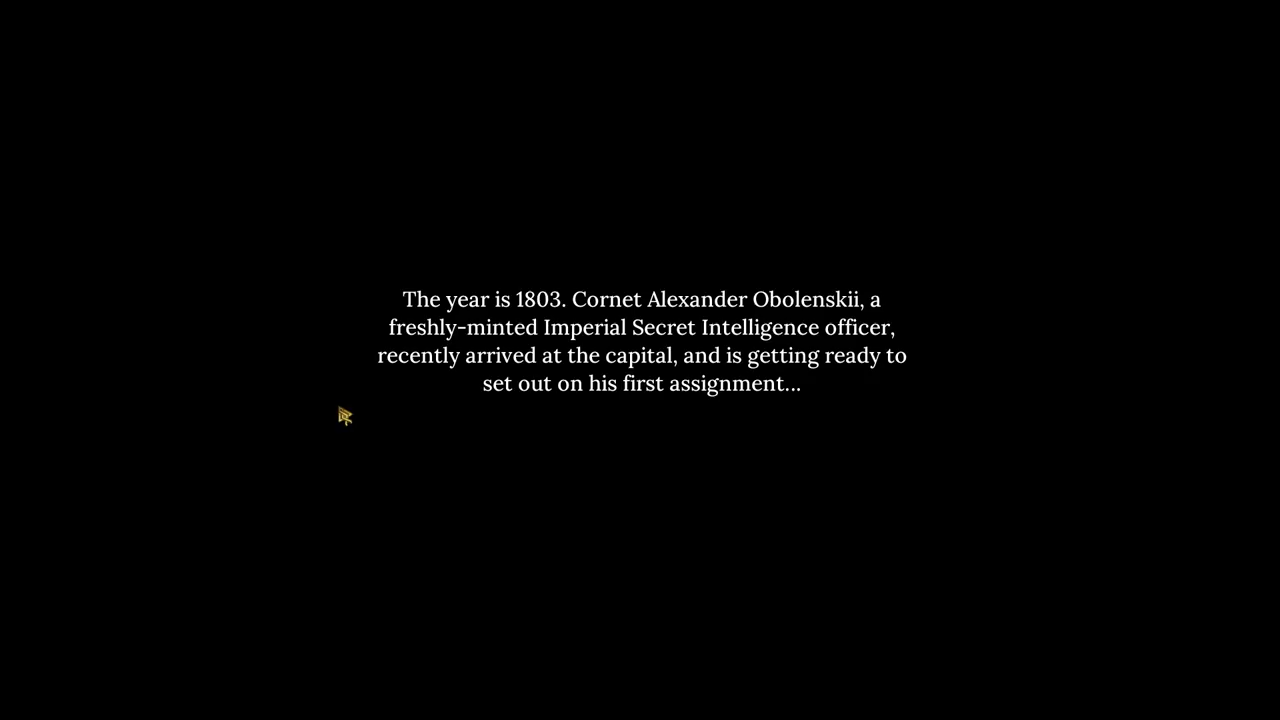 The year is 1803. Cornet Alexander Obolenskii, a
freshly-minted Imperial Secret Intelligence officer,
recently arrived at the capital, and is getting ready to
set out on his first assignment...